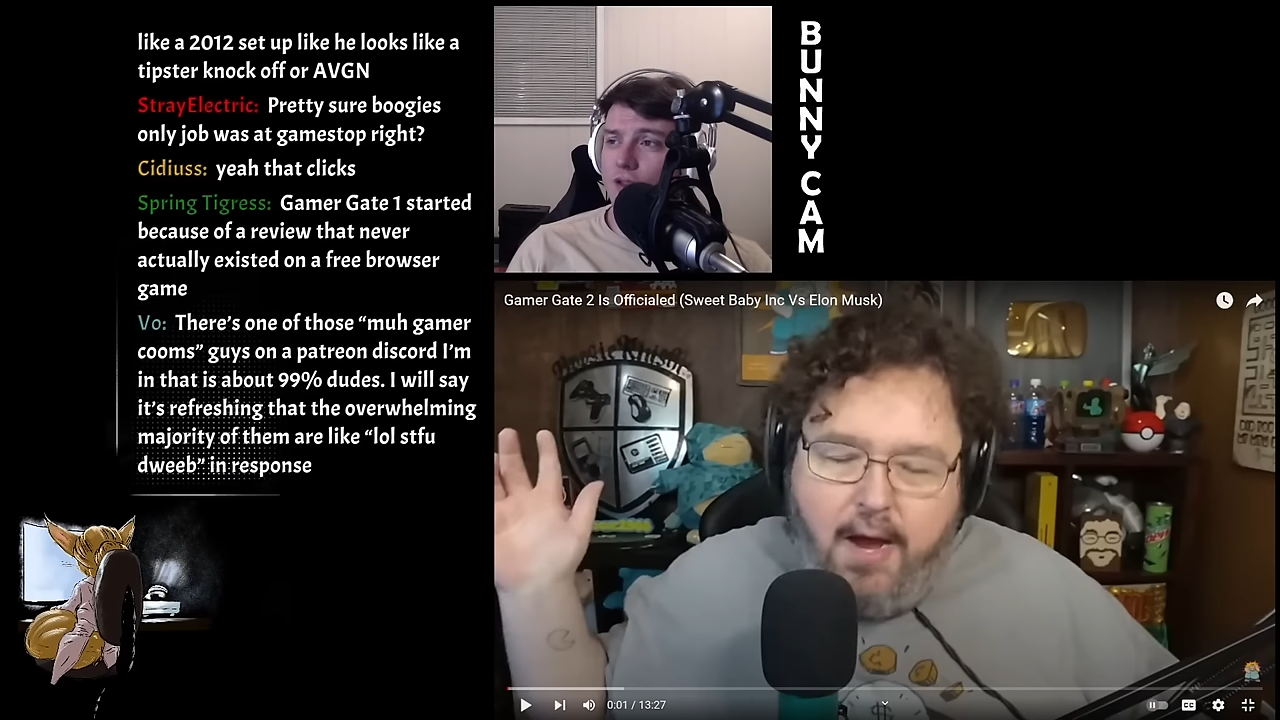 like a 2012 set up like he looks like a
tipster knock off or AVGN
StrayElectric: Pretty sure boogies
only job was at gamestop right?
Cidiuss: yeah that clicks
Spring Tigress: Gamer Gate 1 started
because of a review that never
actually existed on a free browser
game
Vo: There's one of those “muh gamer
cooms” guys on a patreon discord I'm
in that is about 99% dudes. I will say
it's refreshing that the overwhelming
majority of them are like “lol stfu
dweeb” in response
BUNNY CAM
Gamer Gate 2 Is Officialed (Sweet Baby Inc Vs Elon Musk)
0:01 / 13:27
CC